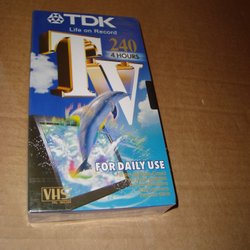 TDK
Life on Record
TV
240
4 HOURS
FOR DAILY USE
VHS